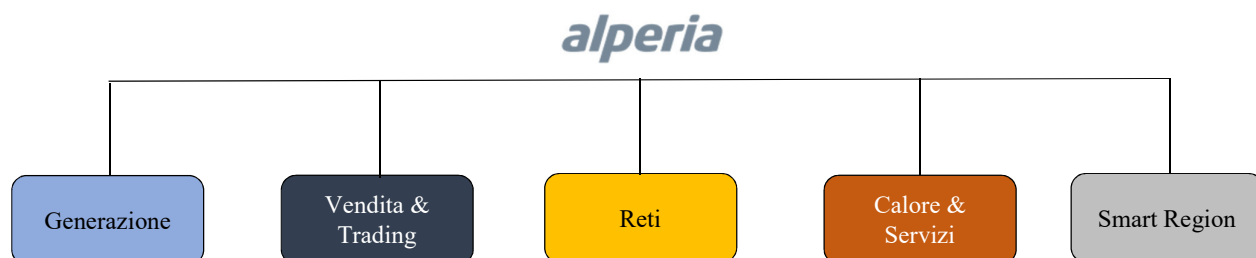 alperia
Generazione
Vendita &
Trading
Reti
Calore &
Servizi
Smart Region